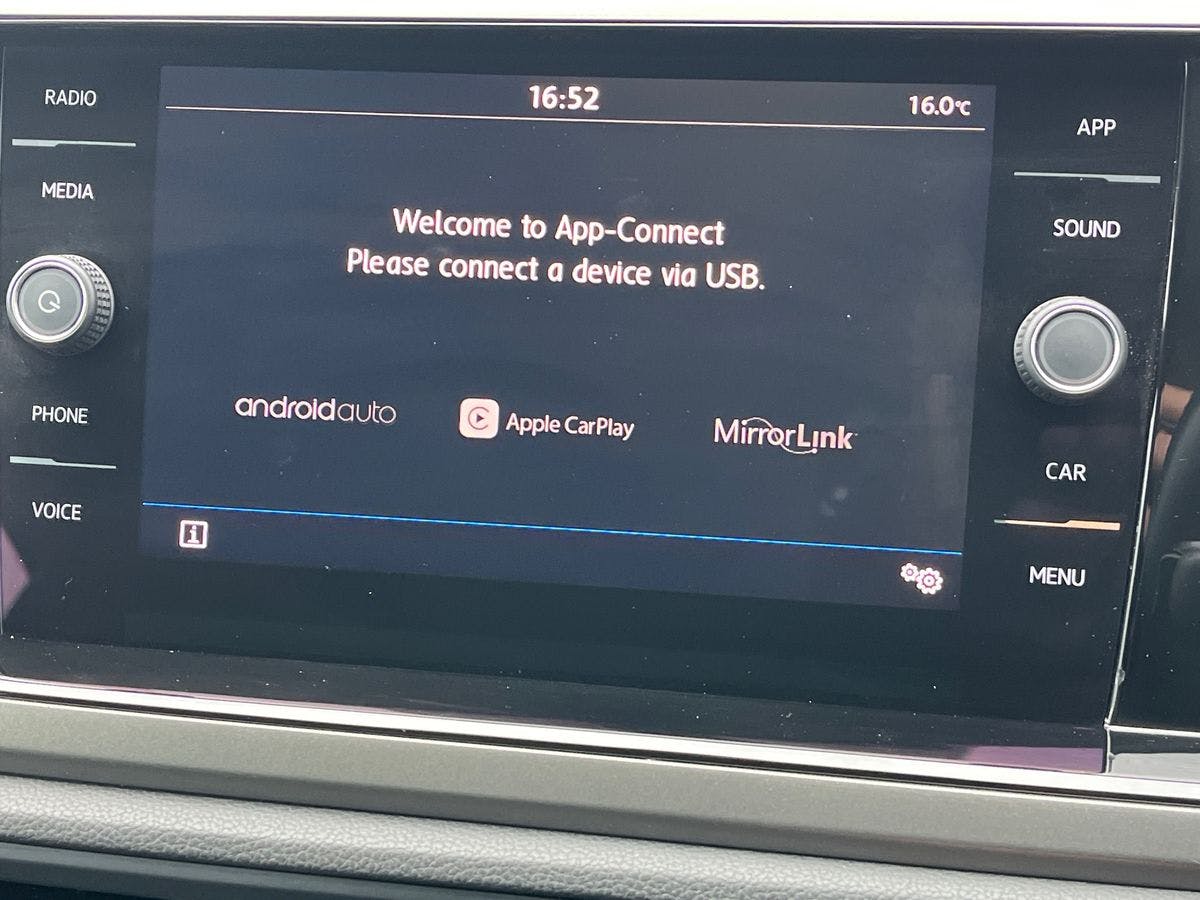 RADIO
MEDIA
PHONE
VOICE
16:52
16.0°C
Welcome to App-Connect
Please connect a device via USB.
androidauto
Apple CarPlay
MirrorLink
i
APP
SOUND
CAR
MENU